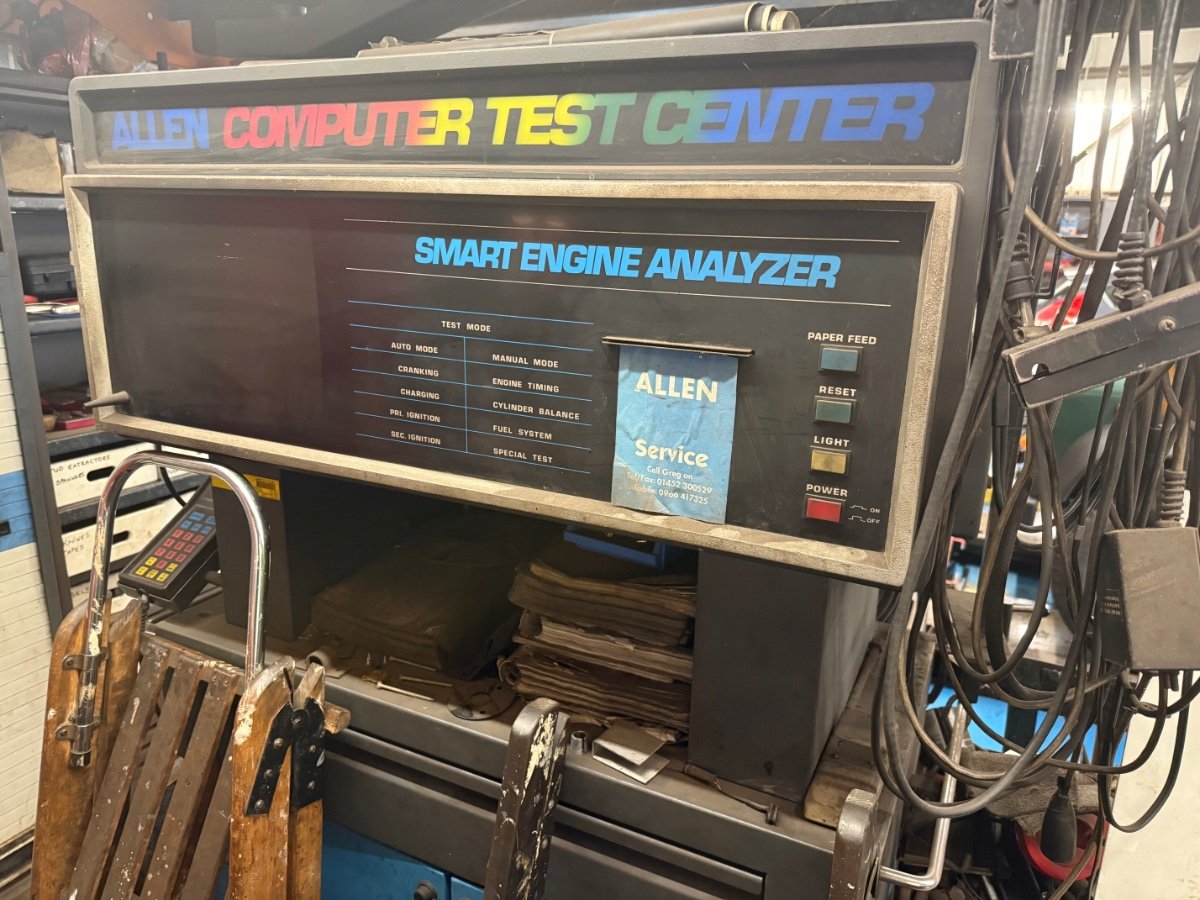 ALLEN COMPUTER TEST CENTER
SMART ENGINE ANALYZER
TEST MODE
AUTO MODE
MANUAL MODE
CRANKING
ENGINE TIMING
CHARGING
CYLINDER BALANCE
PRI. IGNITION
FUEL SYSTEM
SEC. IGNITION
SPECIAL TEST
ALLEN
Service
Call Greg on
Tel/Fax: 01452 300529
Mobile: 0966 417325
PAPER FEED
RESET
LIGHT
POWER
ON
OFF